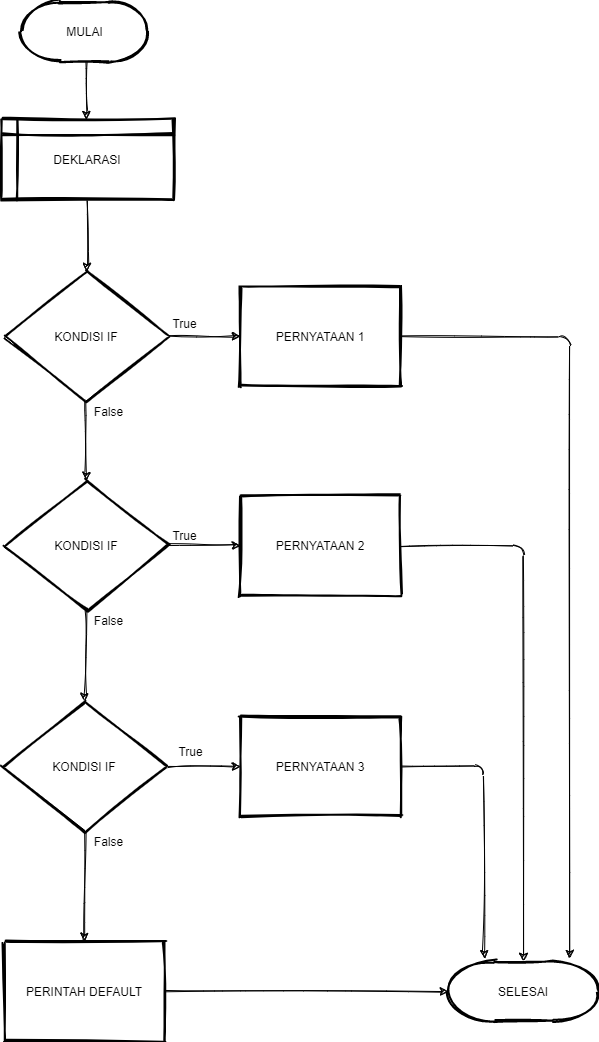 MULAI
DEKLARASI
True
KONDISI IF
PERNYATAAN 1
False
True
KONDISI IF
PERNYATAAN 2
False
True
KONDISI IF
PERNYATAAN 3
False
PERINTAH DEFAULT
SELESAI